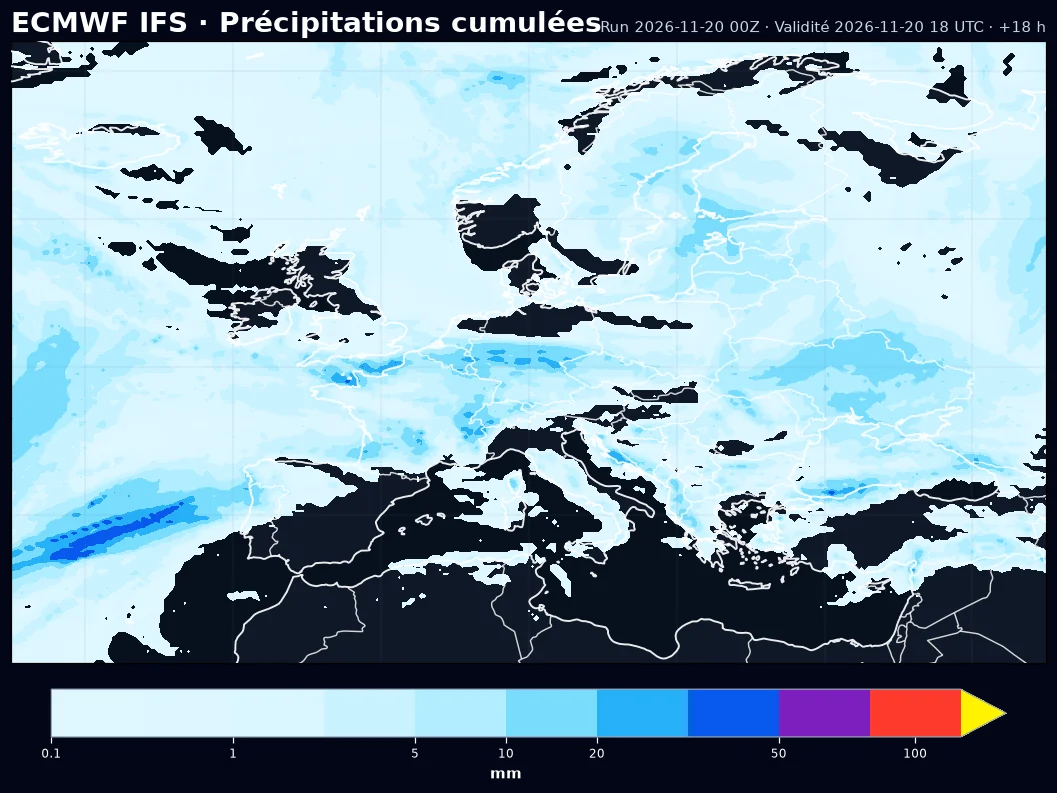 ECMWF IFS · Précipitations cumulées
Run 2026-11-20 00Z · Validité 2026-11-20 18 UTC · +18 h
0.1 1 5 10 20 50 100
mm